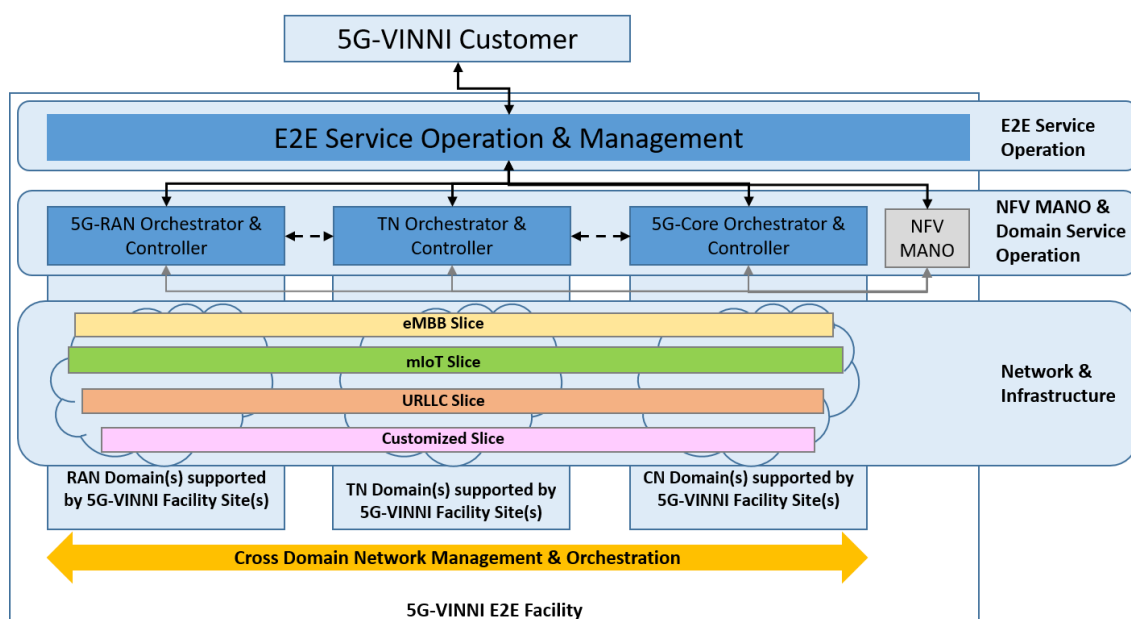 5G-VINNI Customer
E2E Service Operation & Management
E2E Service
Operation
5G-RAN Orchestrator &
Controller
TN Orchestrator &
Controller
5G-Core Orchestrator &
Controller
NFV
MANO
NFV MANO &
Domain Service
Operation
eMBB Slice
mIoT Slice
URLLC Slice
Customized Slice
Network &
Infrastructure
RAN Domain(s) supported
by 5G-VINNI Facility Site(s)
TN Domain(s) supported by
5G-VINNI Facility Site(s)
CN Domain(s) supported by
5G-VINNI Facility Site(s)
Cross Domain Network Management & Orchestration
5G-VINNI E2E Facility